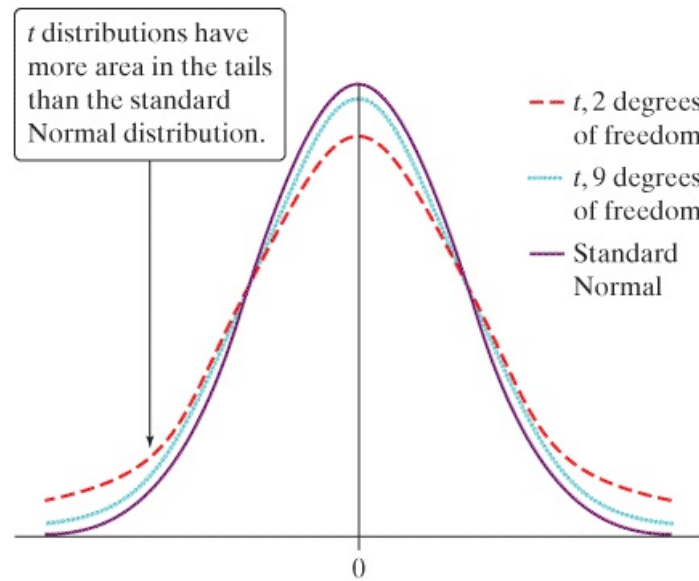 t distributions have
more area in the tails
than the standard
Normal distribution.
t, 2 degrees
of freedom
t, 9 degrees
of freedom
Standard
Normal
0